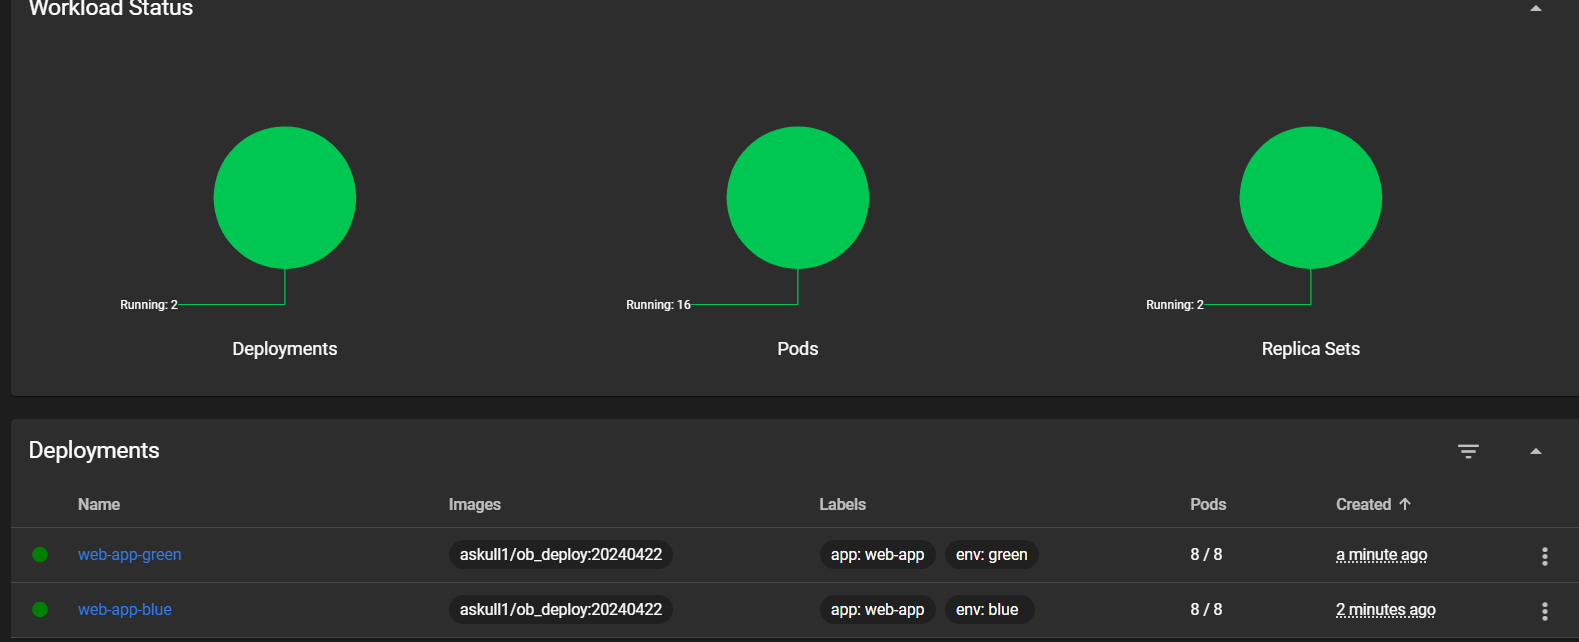 Workload Status
Running: 2
Running: 16
Running: 2
Deployments
Pods
Replica Sets
Deployments
Name Images Labels Pods Created
web-app-green askull1/ob_deploy:20240422 app: web-app env: green 8 / 8 a minute ago
web-app-blue askull1/ob_deploy:20240422 app: web-app env: blue 8 / 8 2 minutes ago